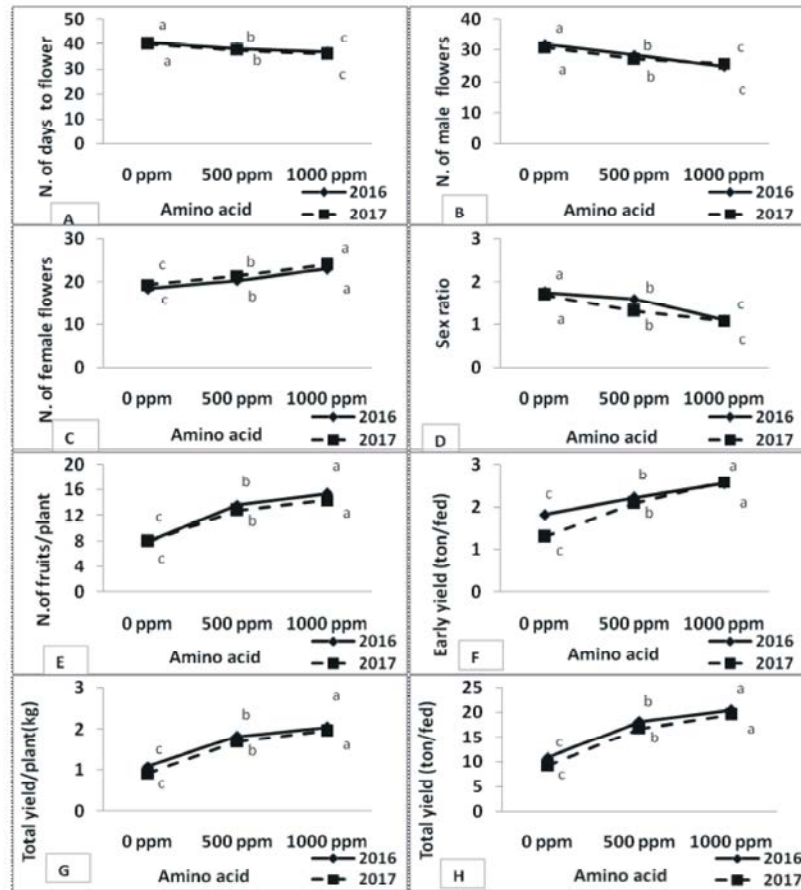 N. of days to flower
50
40
30
20
10
0
a
b
c
a
b
c
0 ppm 500 ppm 1000 ppm
Amino acid
2016
2017
A
N. of male flowers
40
30
20
10
0
a
b
c
a
b
c
0 ppm 500 ppm 1000 ppm
Amino acid
2016
2017
B
N. of female flowers
30
20
10
0
c
b
a
c
b
a
0 ppm 500 ppm 1000 ppm
Amino acid
2016
2017
C
Sex ratio
3
2
1
0
a
b
c
a
b
c
0 ppm 500 ppm 1000 ppm
Amino acid
2016
2017
D
N.of fruits/plant
20
16
12
8
4
0
c
b
a
c
b
a
0 ppm 500 ppm 1000 ppm
Amino acid
2016
2017
E
Early yield (ton/fed)
3
2
1
0
c
b
a
c
b
a
0 ppm 500 ppm 1000 ppm
Amino acid
2016
2017
F
Total yield/plant(kg)
3
2
1
0
c
b
a
c
b
a
0 ppm 500 ppm 1000 ppm
Amino acid
2016
2017
G
Total yield (ton/fed)
25
20
15
10
5
0
c
b
a
c
b
a
0 ppm 500 ppm 1000 ppm
Amino acid
2016
2017
H